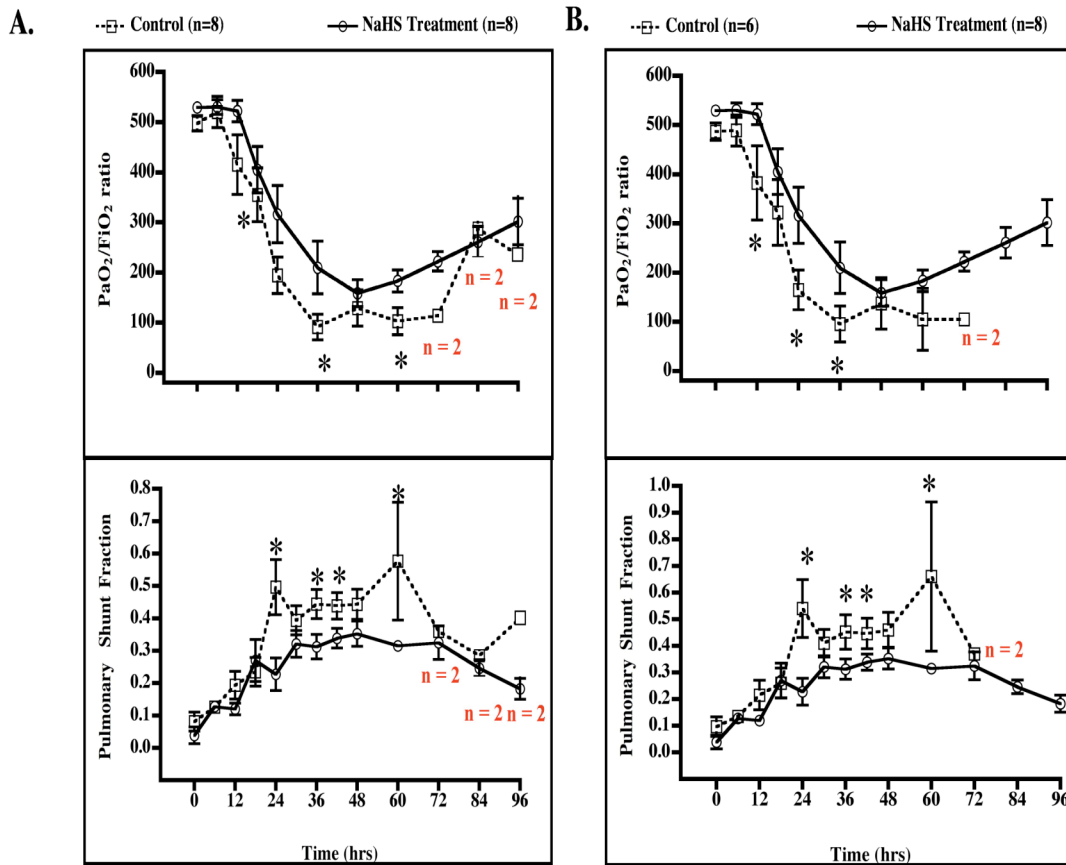 A.
Control (n=8)
NaHS Treatment (n=8)
PaO2/FiO2 ratio
600
500
400
300
200
100
0
*
*
*
n = 2
n = 2
n = 2
Pulmonary Shunt Fraction
0.8
0.7
0.6
0.5
0.4
0.3
0.2
0.1
0.0
*
*
*
*
n = 2
n = 2 n = 2
0 12 24 36 48 60 72 84 96
Time (hrs)
B.
Control (n=6)
NaHS Treatment (n=8)
PaO2/FiO2 ratio
600
500
400
300
200
100
0
*
*
*
n = 2
Pulmonary Shunt Fraction
1.0
0.9
0.8
0.7
0.6
0.5
0.4
0.3
0.2
0.1
0.0
*
*
*
*
n = 2
0 12 24 36 48 60 72 84 96
Time (hrs)